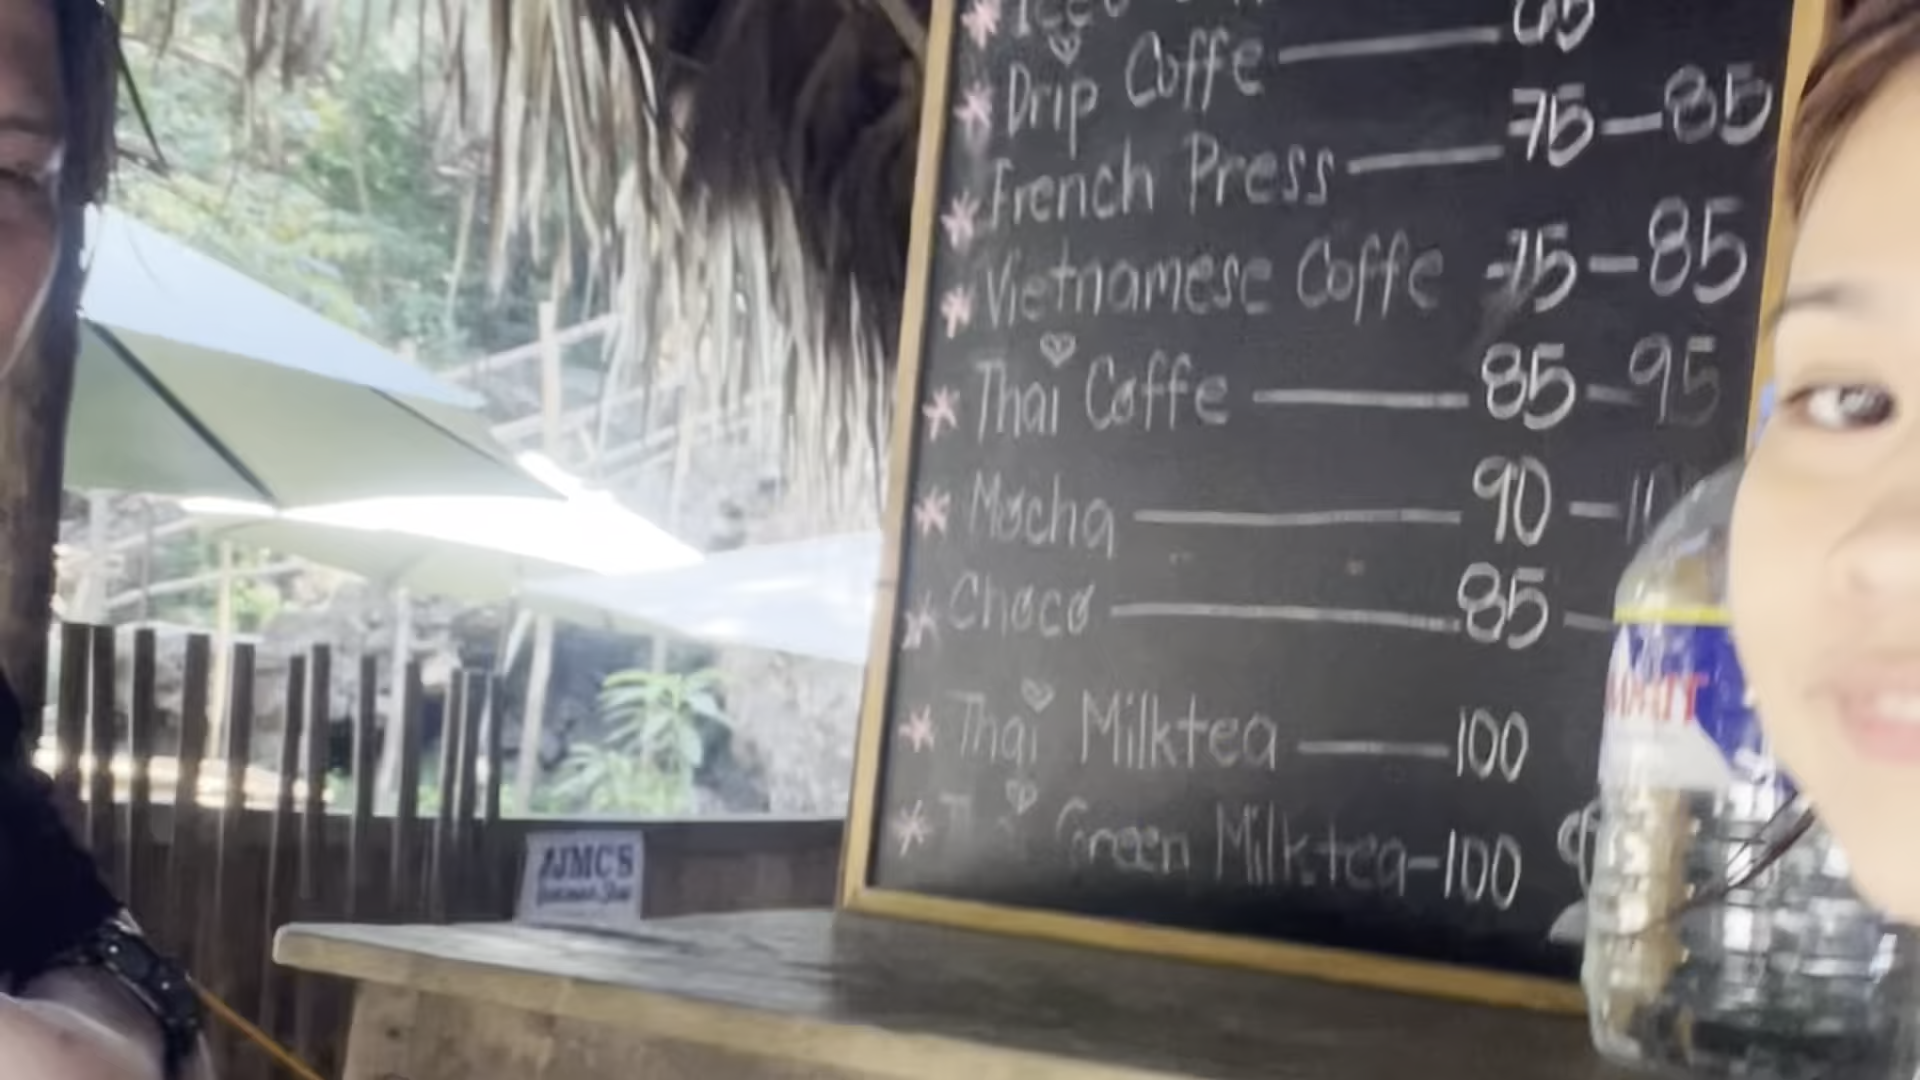 Drip Coffe 65
French Press 75-85
Vietnamese Coffe 75-85
Thai Coffe 85-95
Mocha 90-
Choco 85-
Thai Milktea 100
Green Milktea-100
JMC'S